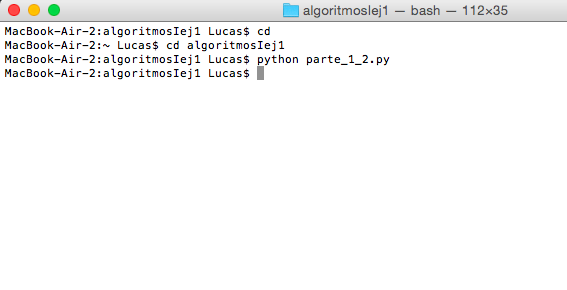 algoritmosIej1 — bash — 112×35
MacBook-Air-2:algoritmosIej1 Lucas$ cd
MacBook-Air-2:~ Lucas$ cd algoritmosIej1
MacBook-Air-2:algoritmosIej1 Lucas$ python parte_1_2.py
MacBook-Air-2:algoritmosIej1 Lucas$